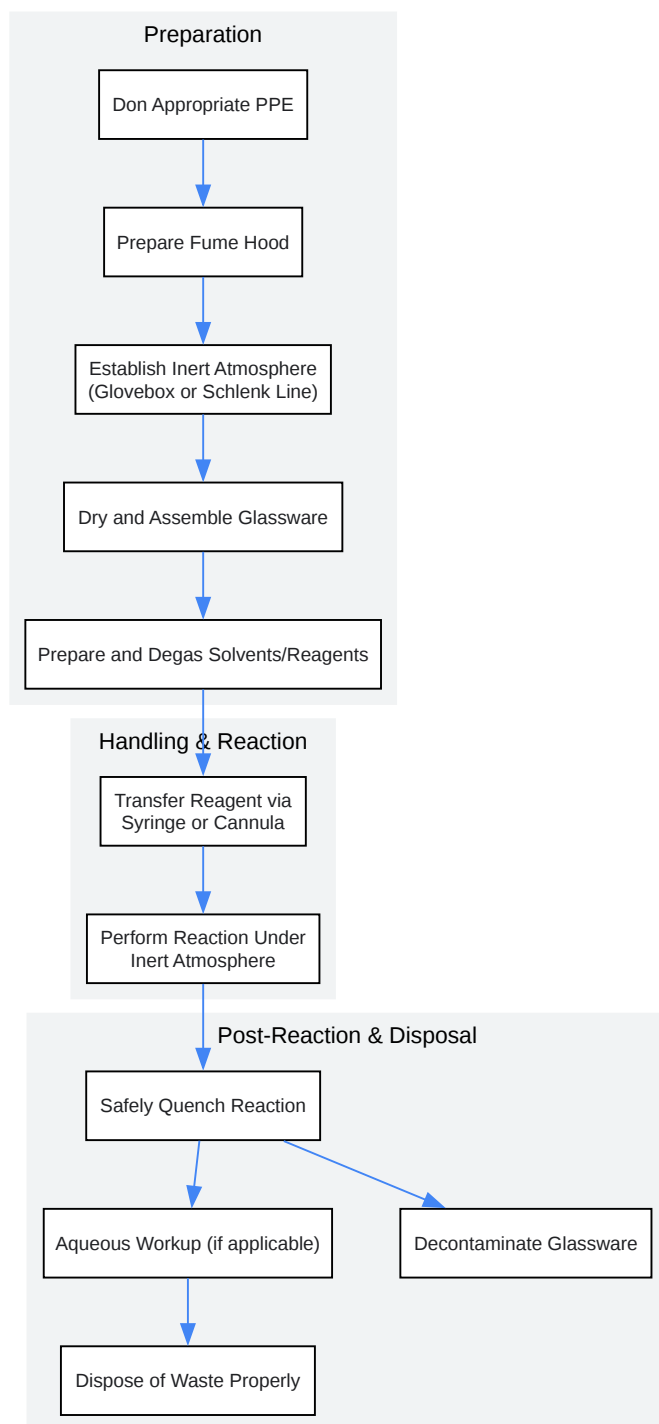 Preparation
Don Appropriate PPE
Prepare Fume Hood
Establish Inert Atmosphere
(Glovebox or Schlenk Line)
Dry and Assemble Glassware
Prepare and Degas Solvents/Reagents
Handling & Reaction
Transfer Reagent via
Syringe or Cannula
Perform Reaction Under
Inert Atmosphere
Post-Reaction & Disposal
Safely Quench Reaction
Aqueous Workup (if applicable)
Decontaminate Glassware
Dispose of Waste Properly